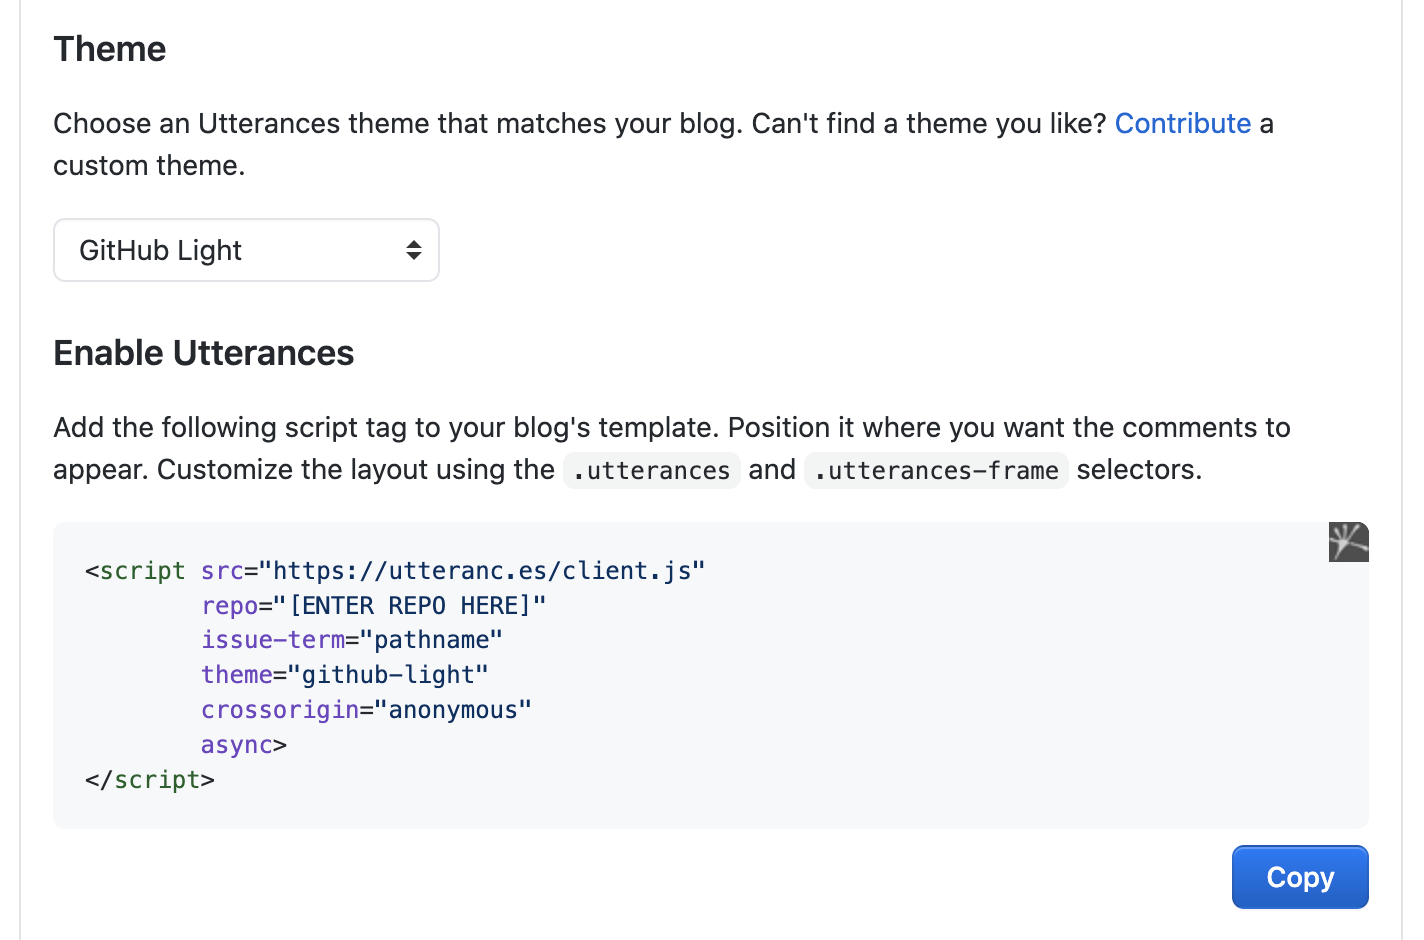 Theme
Choose an Utterances theme that matches your blog. Can't find a theme you like? Contribute a
custom theme.
GitHub Light
Enable Utterances
Add the following script tag to your blog's template. Position it where you want the comments to
appear. Customize the layout using the .utterances and .utterances-frame selectors.
<script src="https://utteranc.es/client.js"
        repo="[ENTER REPO HERE]"
        issue-term="pathname"
        theme="github-light"
        crossorigin="anonymous"
        async>
</script>
Copy